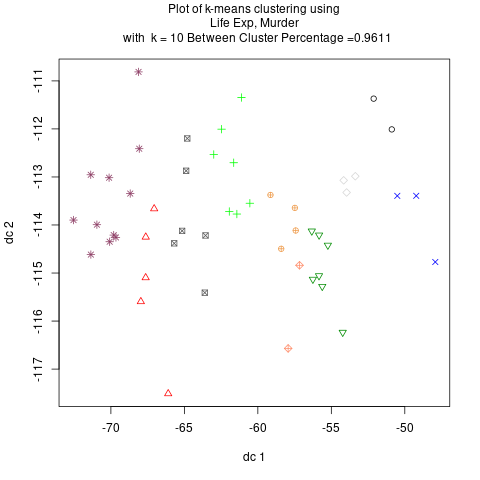 Plot of k-means clustering using
Life Exp, Murder
with  k = 10 Between Cluster Percentage =0.9611
-111
-112
-113
-114
-115
-116
-117
dc 2
-70
-65
-60
-55
-50
dc 1